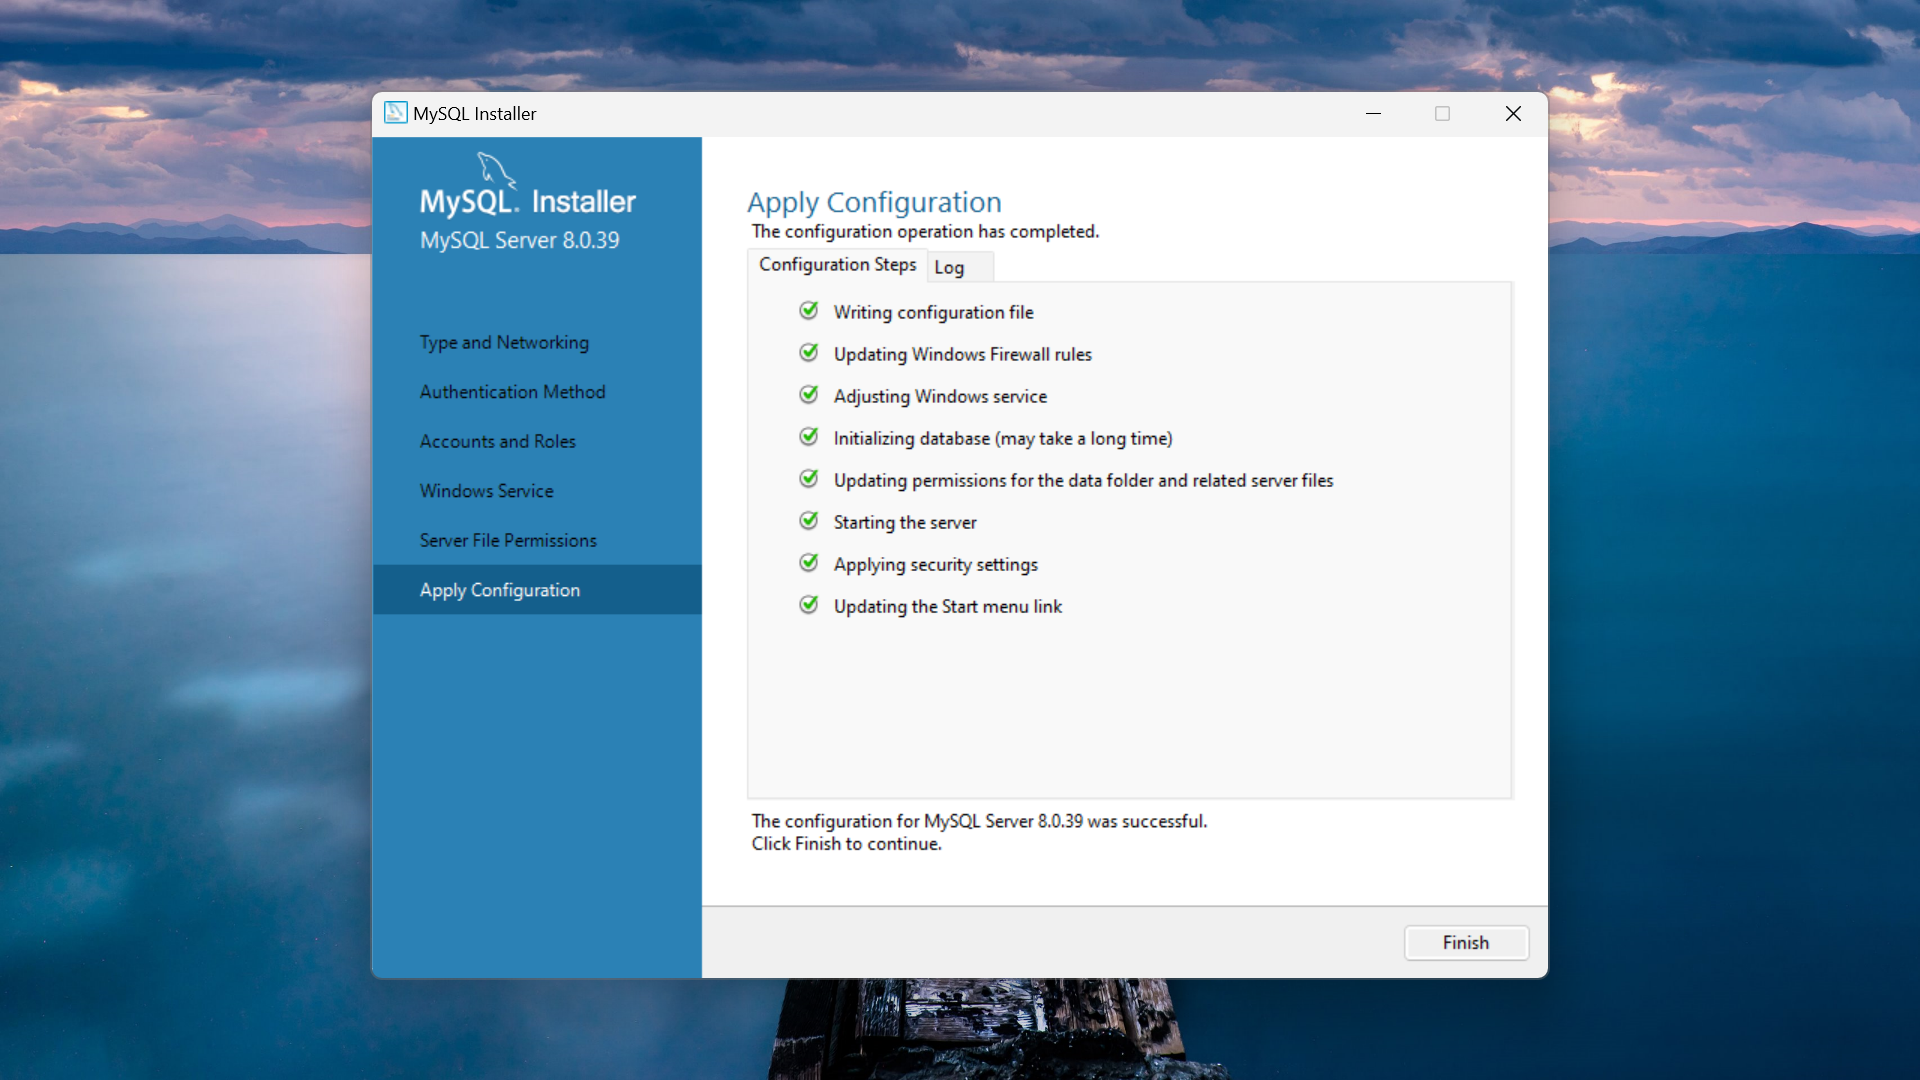 MySQL Installer
MySQL. Installer
MySQL Server 8.0.39
Type and Networking
Authentication Method
Accounts and Roles
Windows Service
Server File Permissions
Apply Configuration
Apply Configuration
The configuration operation has completed.
Configuration Steps
Log
Writing configuration file
Updating Windows Firewall rules
Adjusting Windows service
Initializing database (may take a long time)
Updating permissions for the data folder and related server files
Starting the server
Applying security settings
Updating the Start menu link
The configuration for MySQL Server 8.0.39 was successful.
Click Finish to continue.
Finish